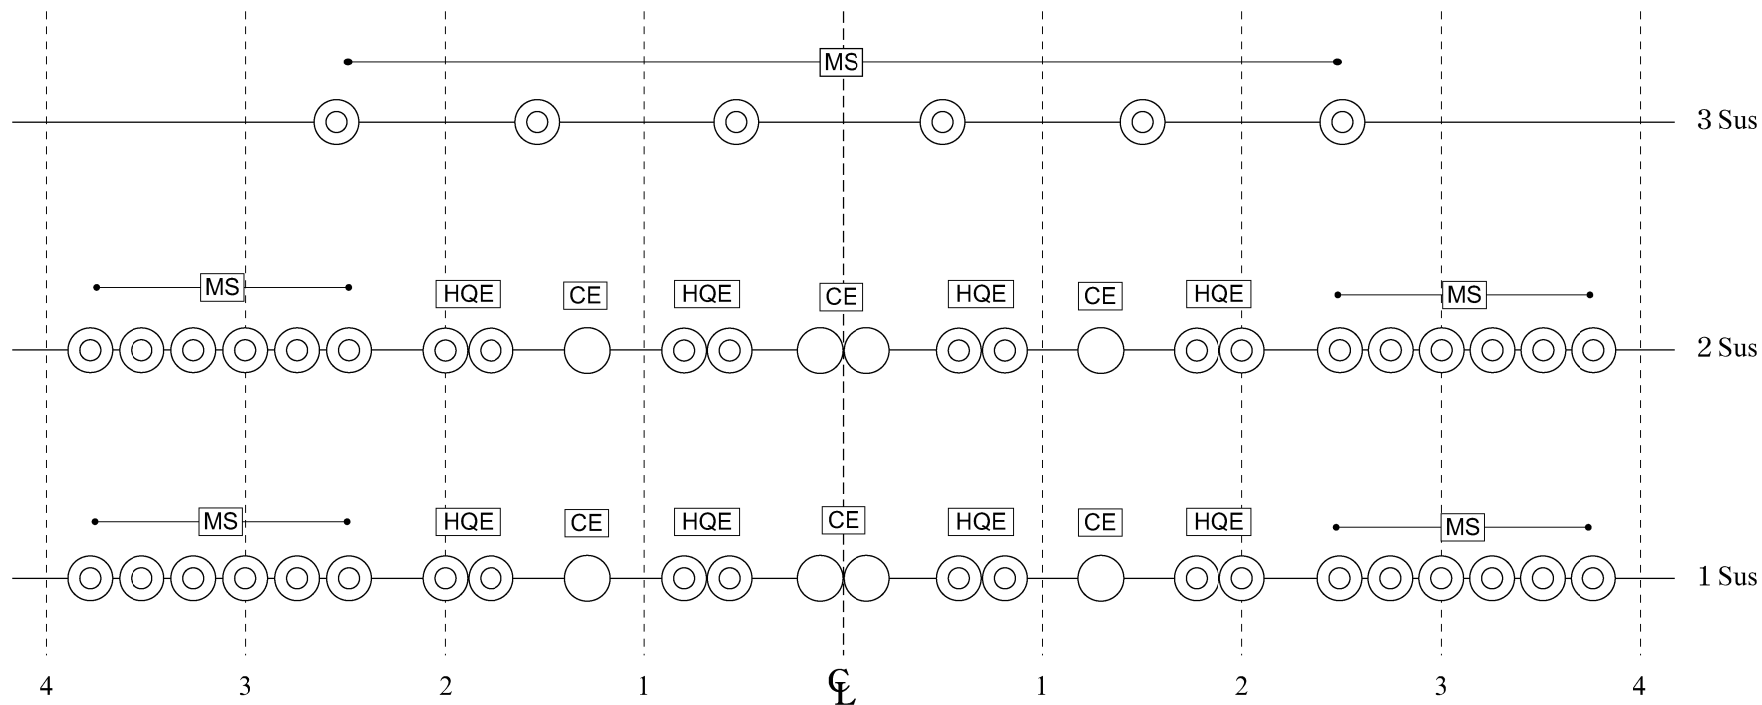 MS
3 Sus
MS HQE CE HQE CE HQE CE HQE MS
2 Sus
MS HQE CE HQE CE HQE CE HQE MS
1 Sus
4 3 2 1 ℄ 1 2 3 4